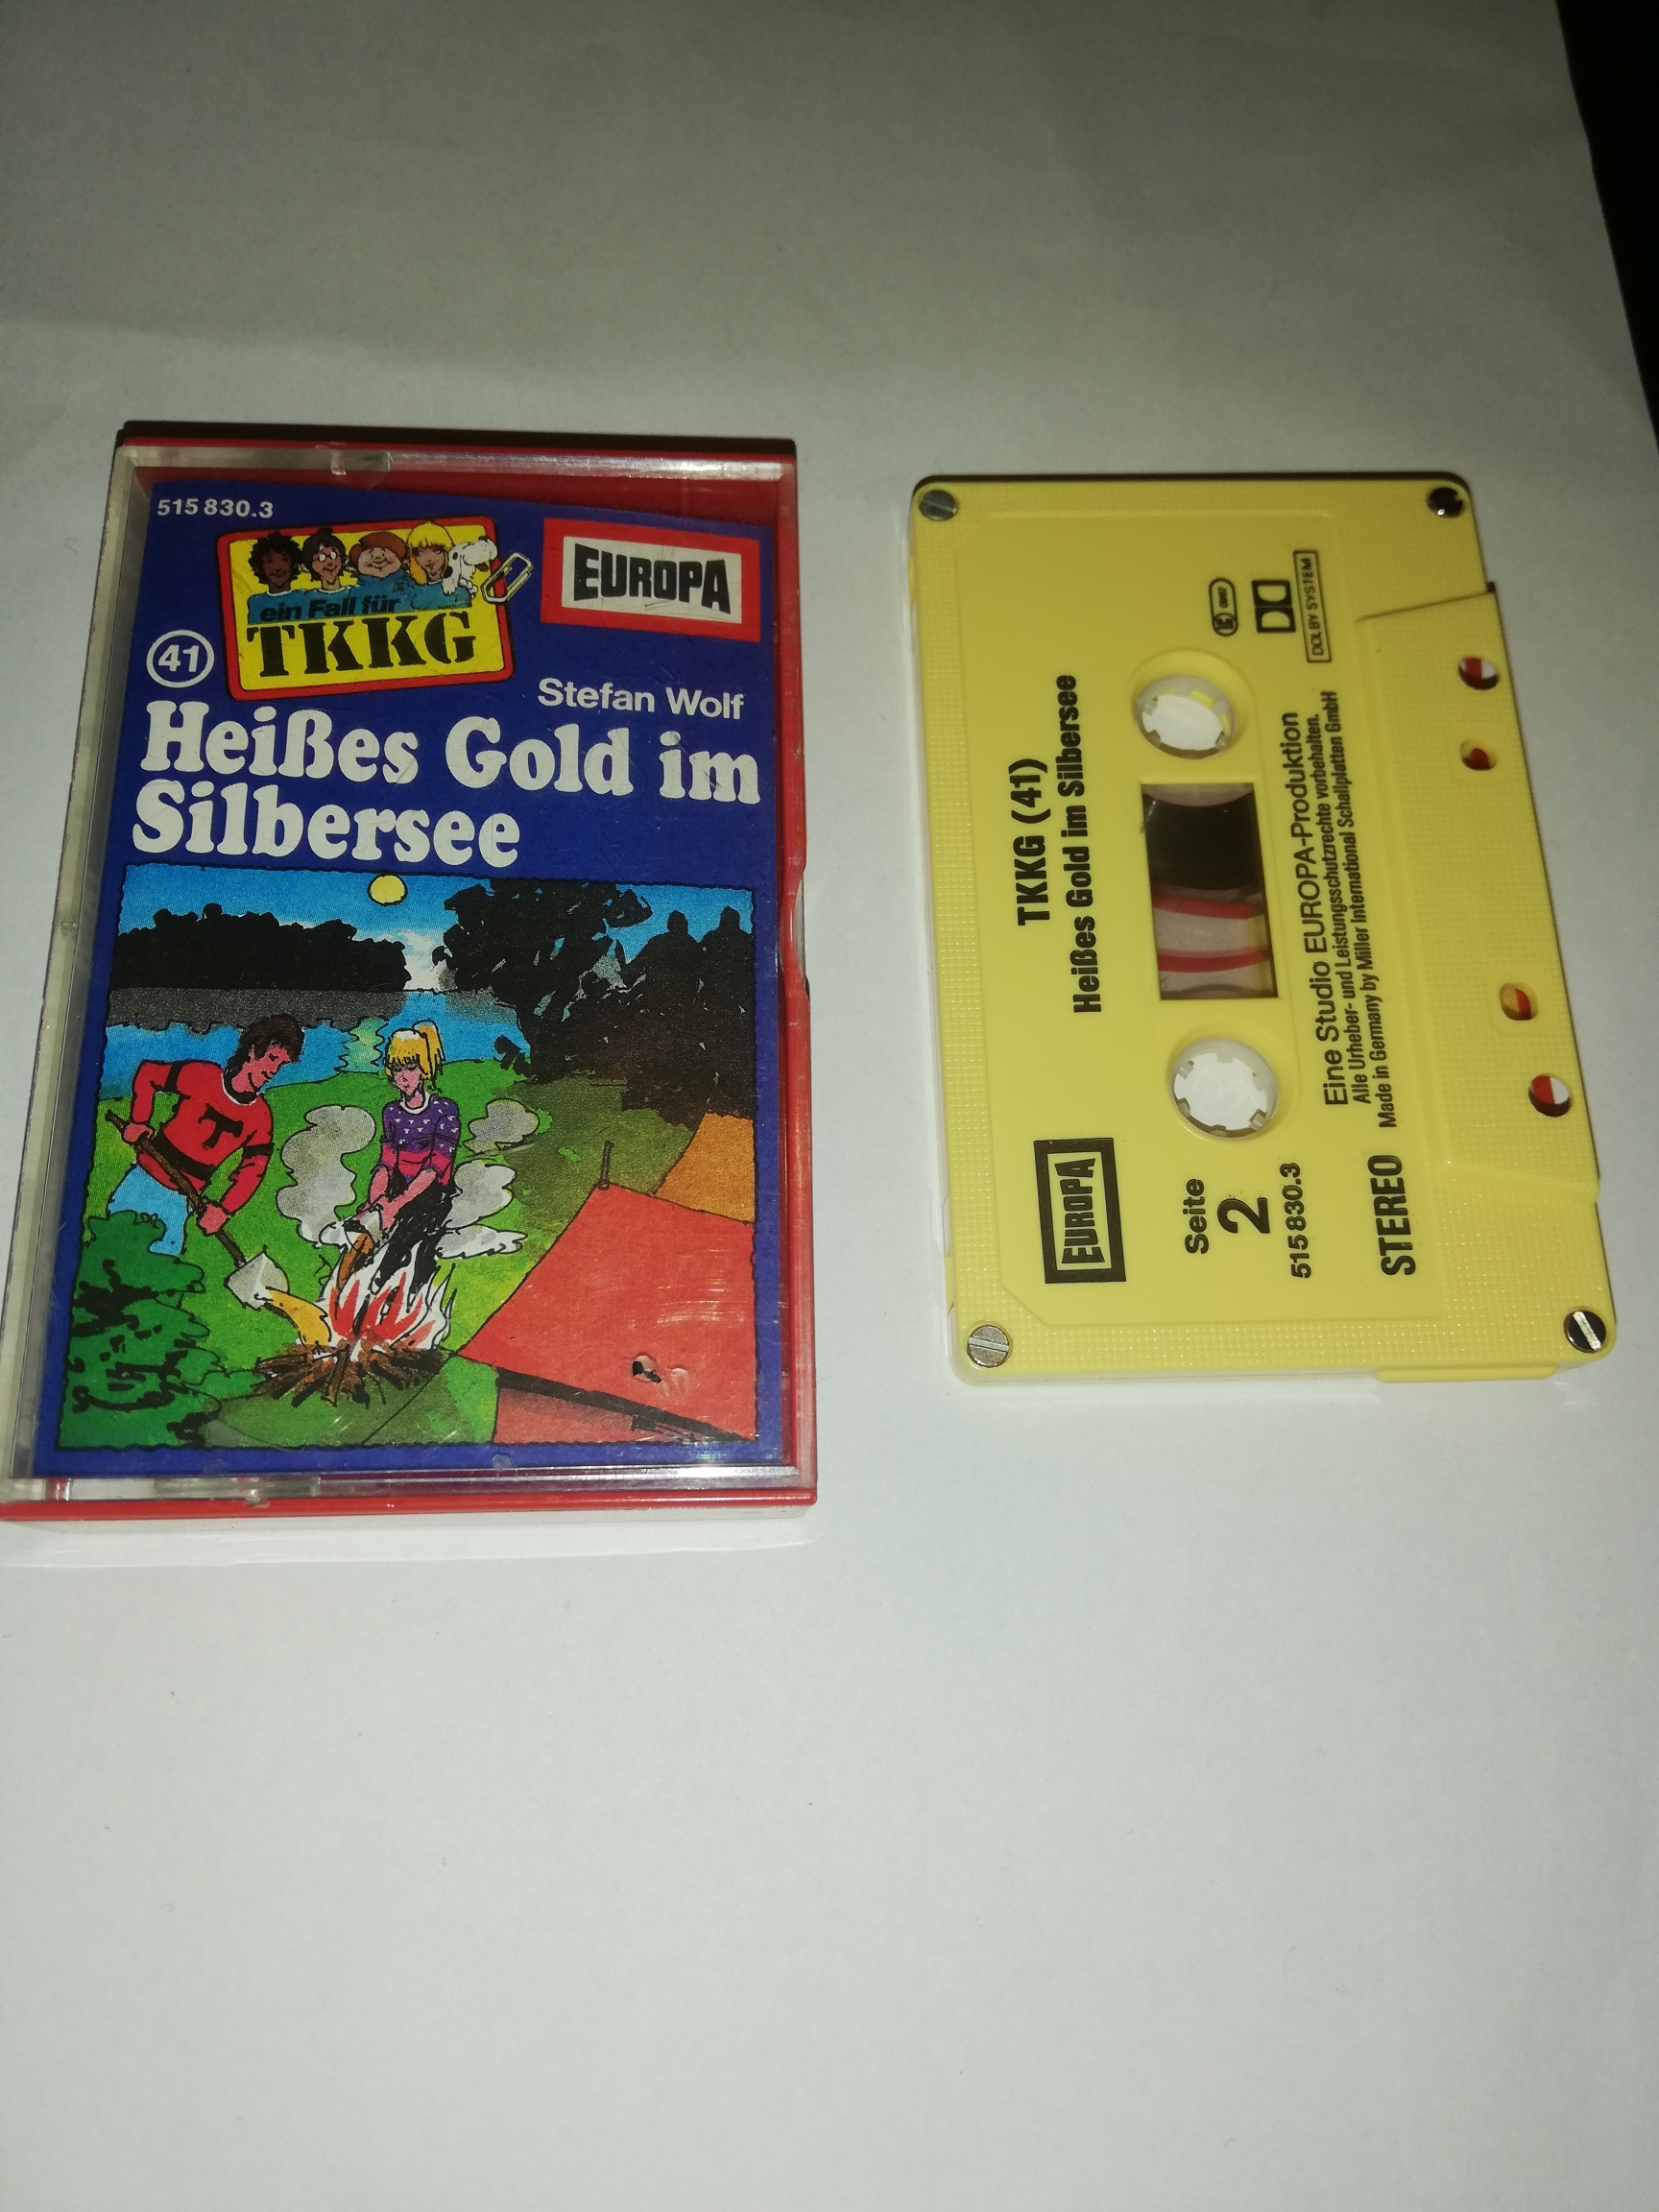 515 830.3
ein Fall für
TKKG
EUROPA
41
Stefan Wolf
Heißes Gold im
Silbersee
T
TKKG (41)
Heißes Gold im Silbersee
EUROPA
Seite
2
515830.3
STEREO
DOLBY SYSTEM
Eine Studio EUROPA-Produktion
Alle Urheber- und Leistungsschutzrechte vorbehalten.
Made in Germany by Miller International Schallplatten GmbH